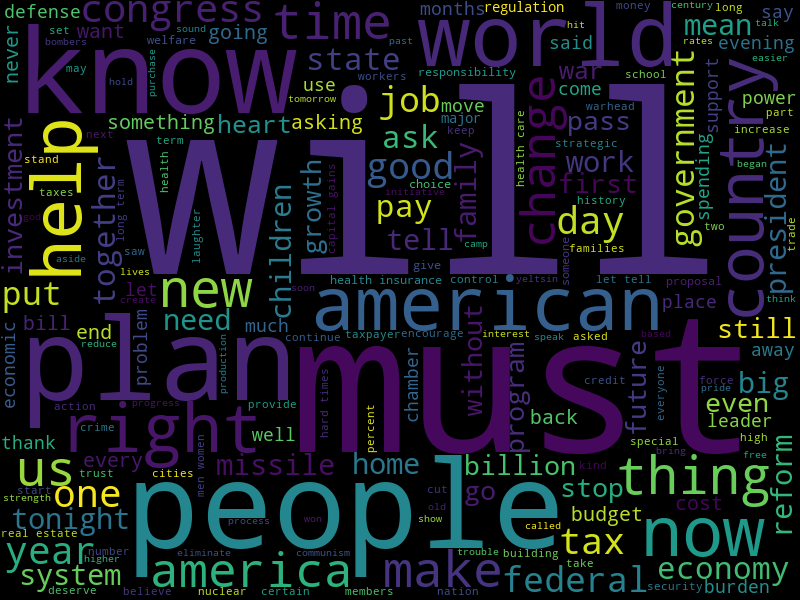 defense
congress
time
months
regulation
century
long
bombers
sound
past
hit
money
talk
never
set
want
welfare
going
world
mean
say
know
state
said
rates
easier
may
hold
purchase
use
workers
responsibility
school
war
evening
tomorrow
job
move
come
power
something
heart
asking
major
change
pass
government
support
warhead
part
investment
next
term
ask
keep
strategic
increase
stand
help
health
good
choice
health care
work
spending
began
country
taxes
together
long term
growth
capital gains
initiative
family
first
history
trade
god
children
pay
day
two
president
aside
saw
laughter
tell
camp
families
lives
will
give
someone
think
put
let
create
new
soon
health insurance
control
yeltsin
let tell
proposal
bill
american
place
economic
end
problem
need
much
continue
taxpayer
encourage
interest
speak
asked
based
still
reduce
plan
production
must
without
program
future
away
hard times
chamber
credit
everyone
pride
force
big
action
progress
provide
percent
back
even
right
crime
well
special
high
leader
thank
every
trust
men women
missile
home
billion
kind
bring
free
reform
us
cities
start
strength
one
cut
go
stop
thing
cost
real estate
tonight
people
old
show
called
budget
now
process
won
year
number
higher
eliminate
communism
trouble
building
tax
take
economy
system
america
make
federal
security
burden
deserve
believe
nuclear
certain
members
nation